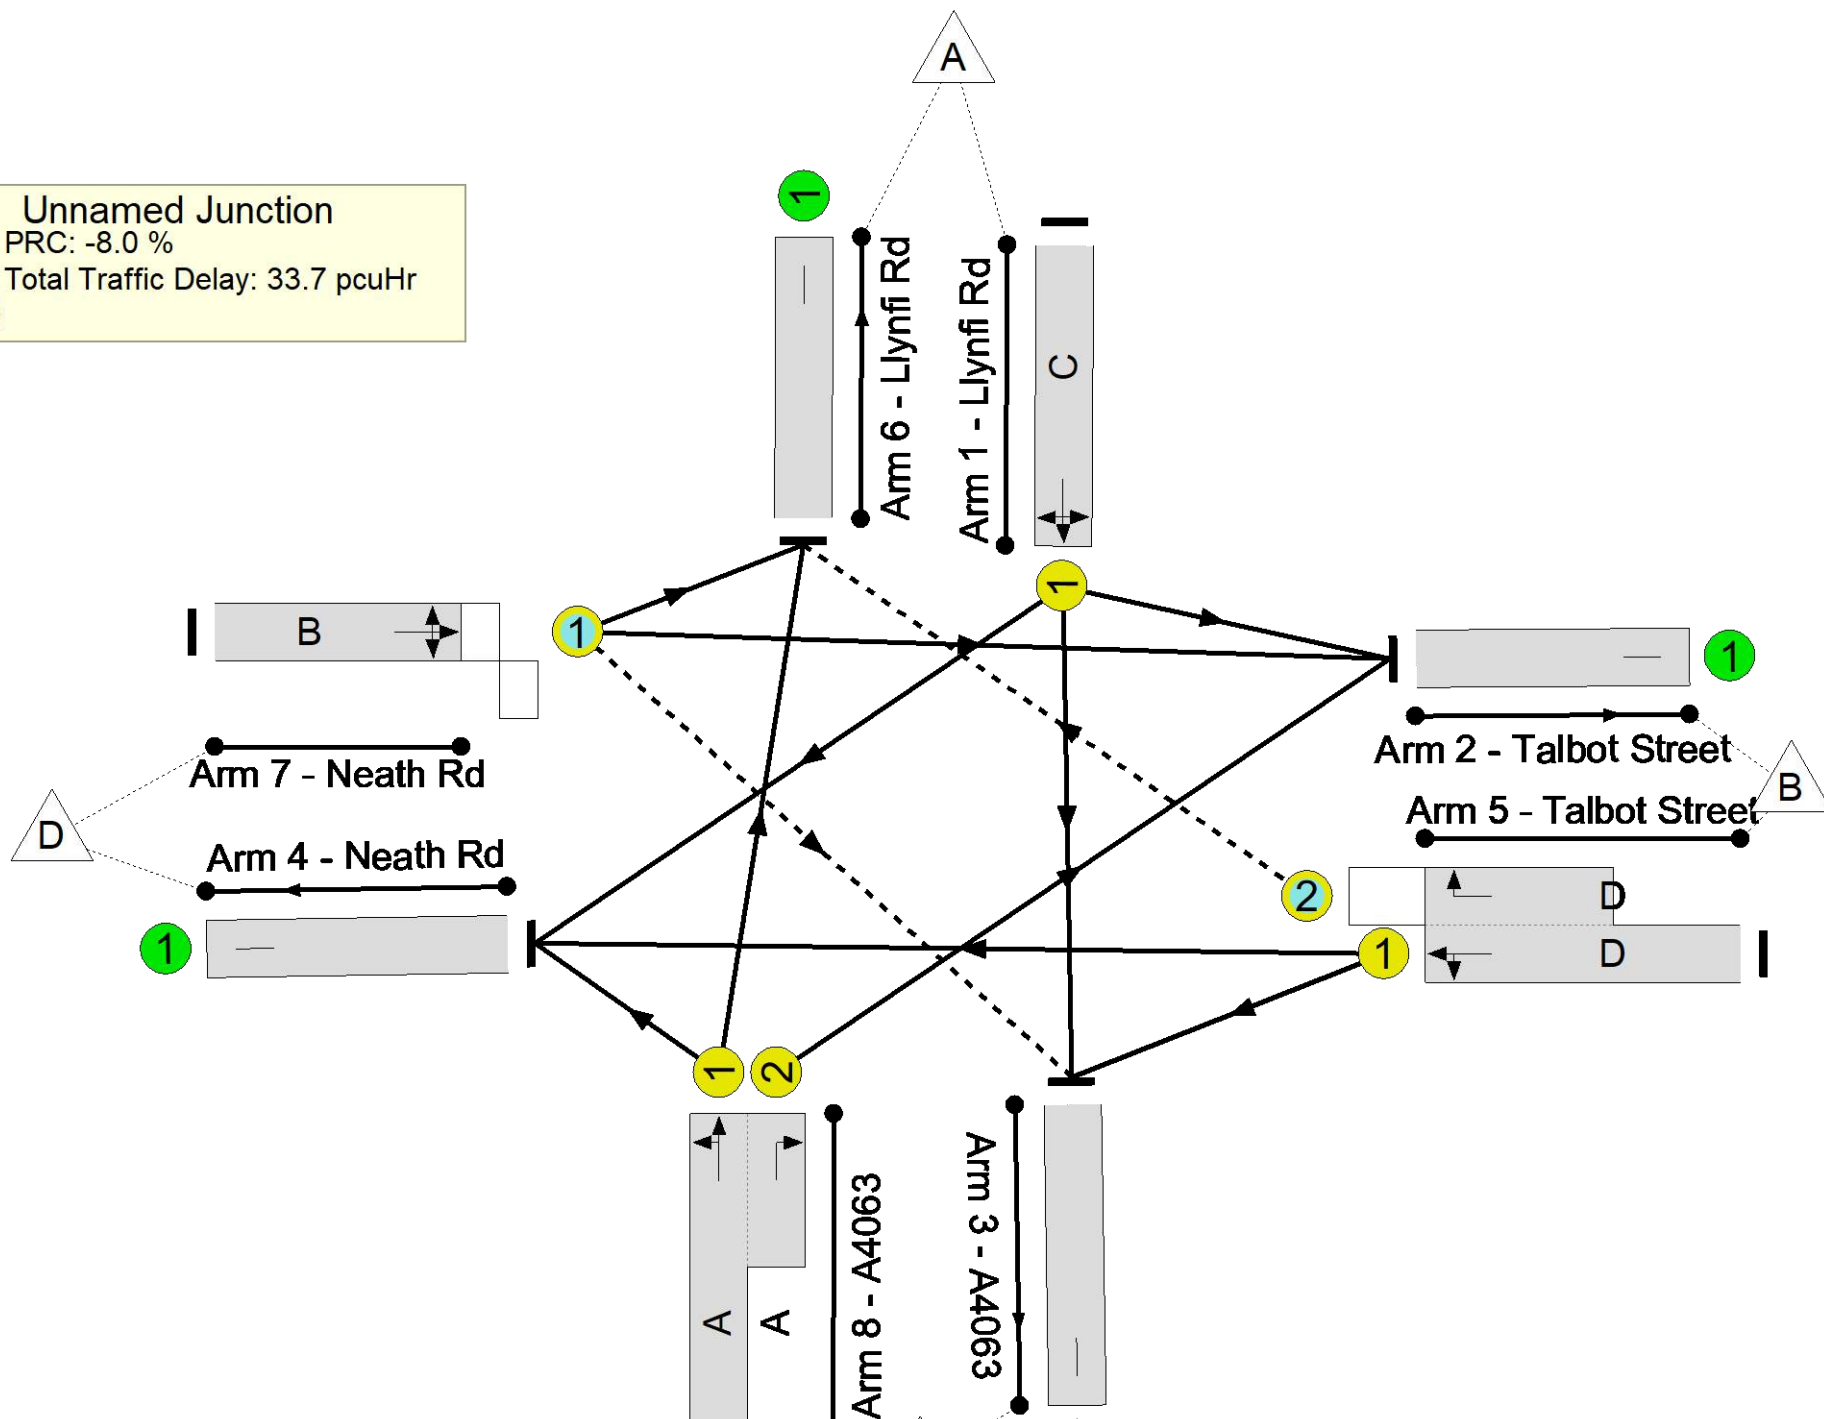 A
Unnamed Junction
PRC: -8.0 %
Total Traffic Delay: 33.7 pcuHr
1
Arm 6 - Llynfi Rd
Arm 1 - Llynfi Rd
C
1
B
1
1
Arm 2 - Talbot Street
Arm 7 - Neath Rd
B
Arm 5 - Talbot Street
D
Arm 4 - Neath Rd
2
D
1
1
D
1
2
A
A
Arm 8 - A4063
Arm 3 - A4063